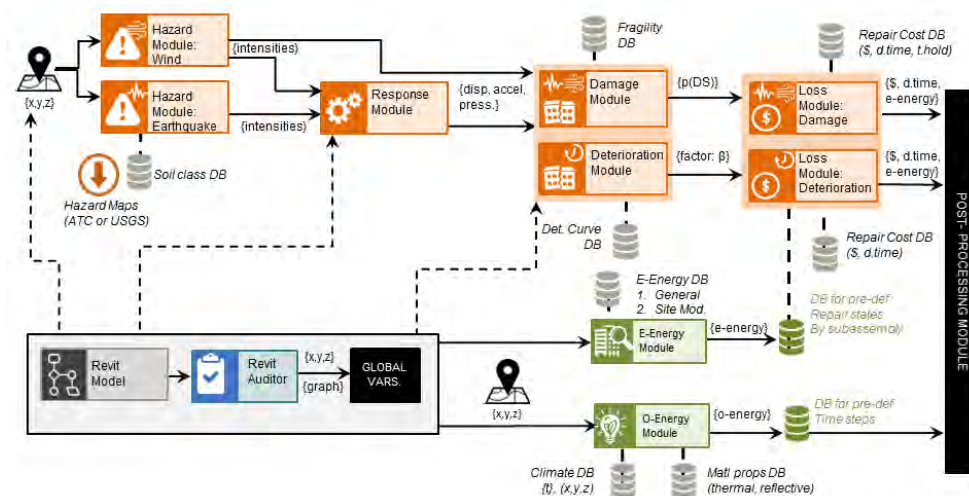 Hazard
Module:
Wind
{intensities}
{x,y,z}
Hazard
Module:
Earthquake
{intensities}
Soil class DB
Hazard Maps
(ATC or USGS)
Response
Module
{disp, accel,
press.}
Fragility
DB
Damage
Module
{p(DS)}
Deterioration
Module
{factor: β}
Det. Curve
DB
Repair Cost DB
($, d.time, t.hold)
Loss
Module:
Damage
{$, d.time,
e-energy}
Loss
Module:
Deterioration
{$, d.time,
e-energy}
Repair Cost DB
($, d.time)
POST- PROCESSING MODULE
E-Energy DB
1. General
2. Site Mod.
E-Energy
Module
{e-energy}
DB for pre-def
Repair states
By subassembly
Revit
Model
Revit
Auditor
{x,y,z}
{graph}
GLOBAL
VARS.
{x,y,z}
O-Energy
Module
{o-energy}
DB for pre-def
Time steps
Climate DB
{t}, (x,y,z)
Matl props DB
(thermal, reflective)